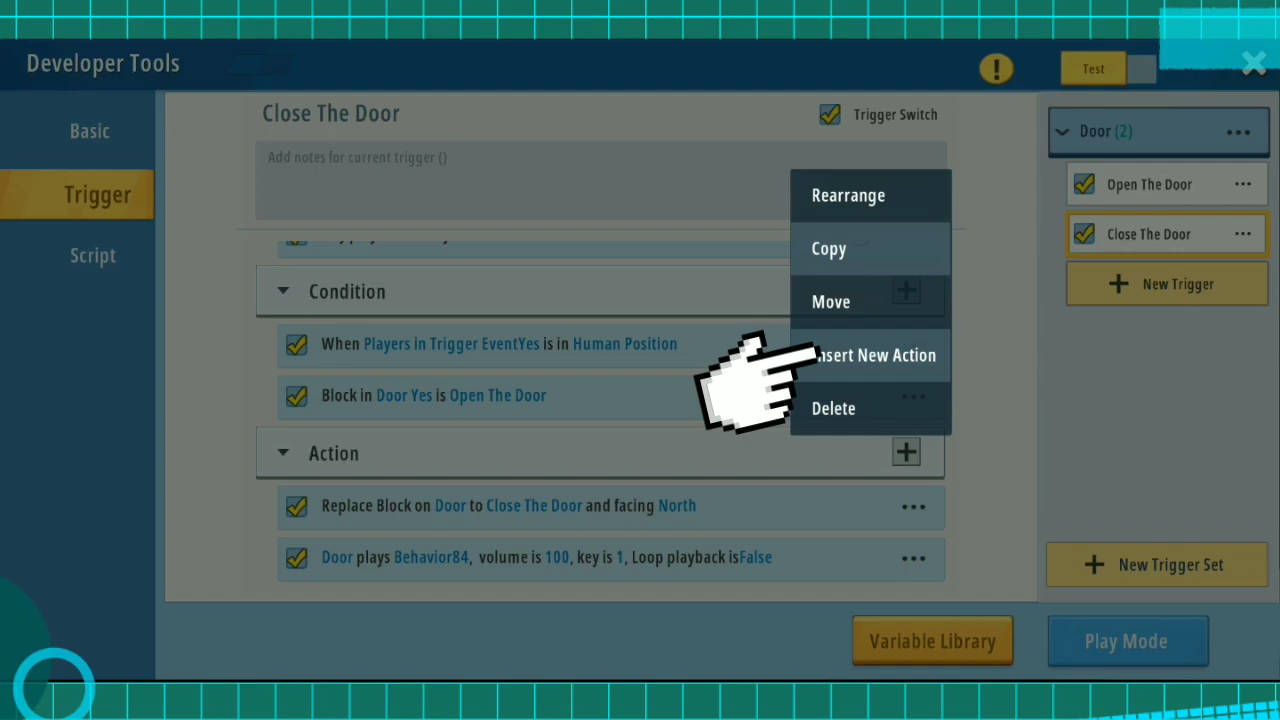 Developer Tools
!
Test
Basic
Trigger
Script
Close The Door
Trigger Switch
Add notes for current trigger ()
Condition
When Players in Trigger EventYes is in Human Position
Block in Door Yes is Open The Door
Action
Replace Block on Door to Close The Door and facing North
Door plays Behavior84, volume is 100, key is 1, Loop playback isFalse
Rearrange
Copy
Move
nsert New Action
Delete
Door (2)
Open The Door
Close The Door
New Trigger
New Trigger Set
Variable Library
Play Mode